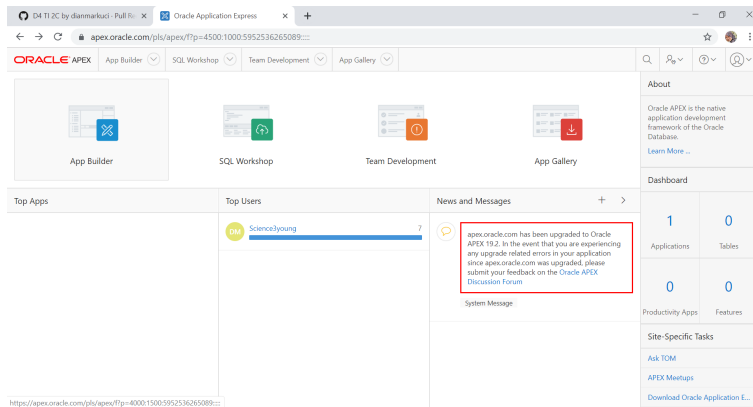 D4 TI 2C by dianmarkuci - Pull Re
Oracle Application Express
apex.oracle.com/pls/apex/f?p=4500:1000:5952536265089:::::
ORACLE APEX
App Builder
SQL Workshop
Team Development
App Gallery
App Builder
SQL Workshop
Team Development
App Gallery
About
Oracle APEX is the native
application development
framework of the Oracle
Database.
Learn More ...
Dashboard
1
Applications
0
Tables
0
Productivity Apps
0
Features
Site-Specific Tasks
Ask TOM
APEX Meetups
Download Oracle Application E...
Top Apps
Top Users
DM
Science3young
7
News and Messages
apex.oracle.com has been upgraded to Oracle
APEX 19.2. In the event that you are experiencing
any upgrade related errors in your application
since apex.oracle.com was upgraded, please
submit your feedback on the Oracle APEX
Discussion Forum
System Message
https://apex.oracle.com/pls/apex/f?p=4000:1500:5952536265089:::::